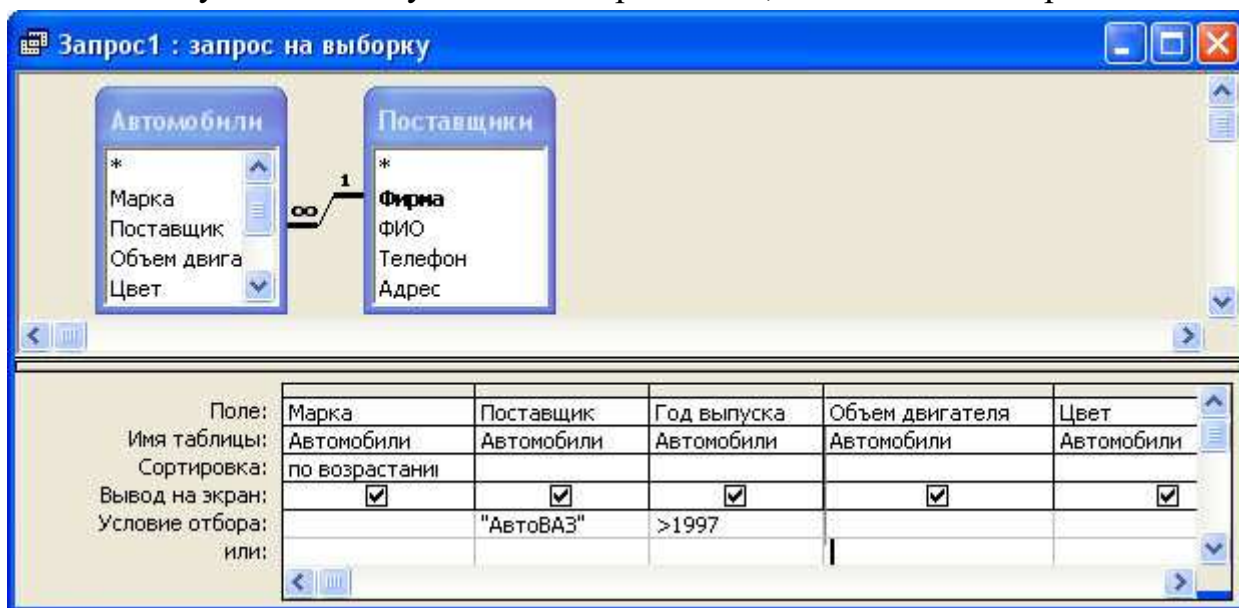 Запрос1 : запрос на выборку
Автомобили
*
Марка
Поставщик
Объем двига
Цвет
∞
1
Поставщики
*
Фирма
ФИО
Телефон
Адрес
Поле: Марка Поставщик Год выпуска Объем двигателя Цвет
Имя таблицы: Автомобили Автомобили Автомобили Автомобили Автомобили
Сортировка: по возрастани
Вывод на экран:
Условие отбора: "АвтоВАЗ" >1997
или: